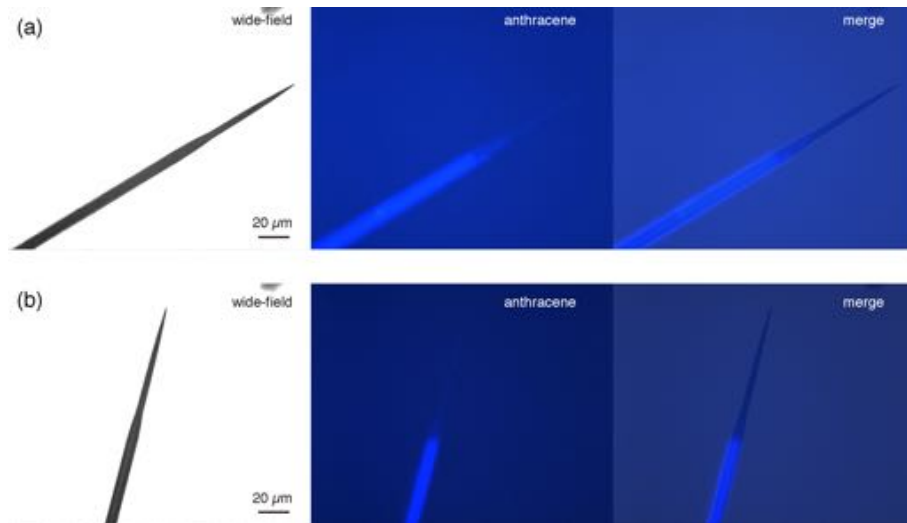 (a)
wide-field
anthracene
merge
20 µm
(b)
wide-field
anthracene
merge
20 µm